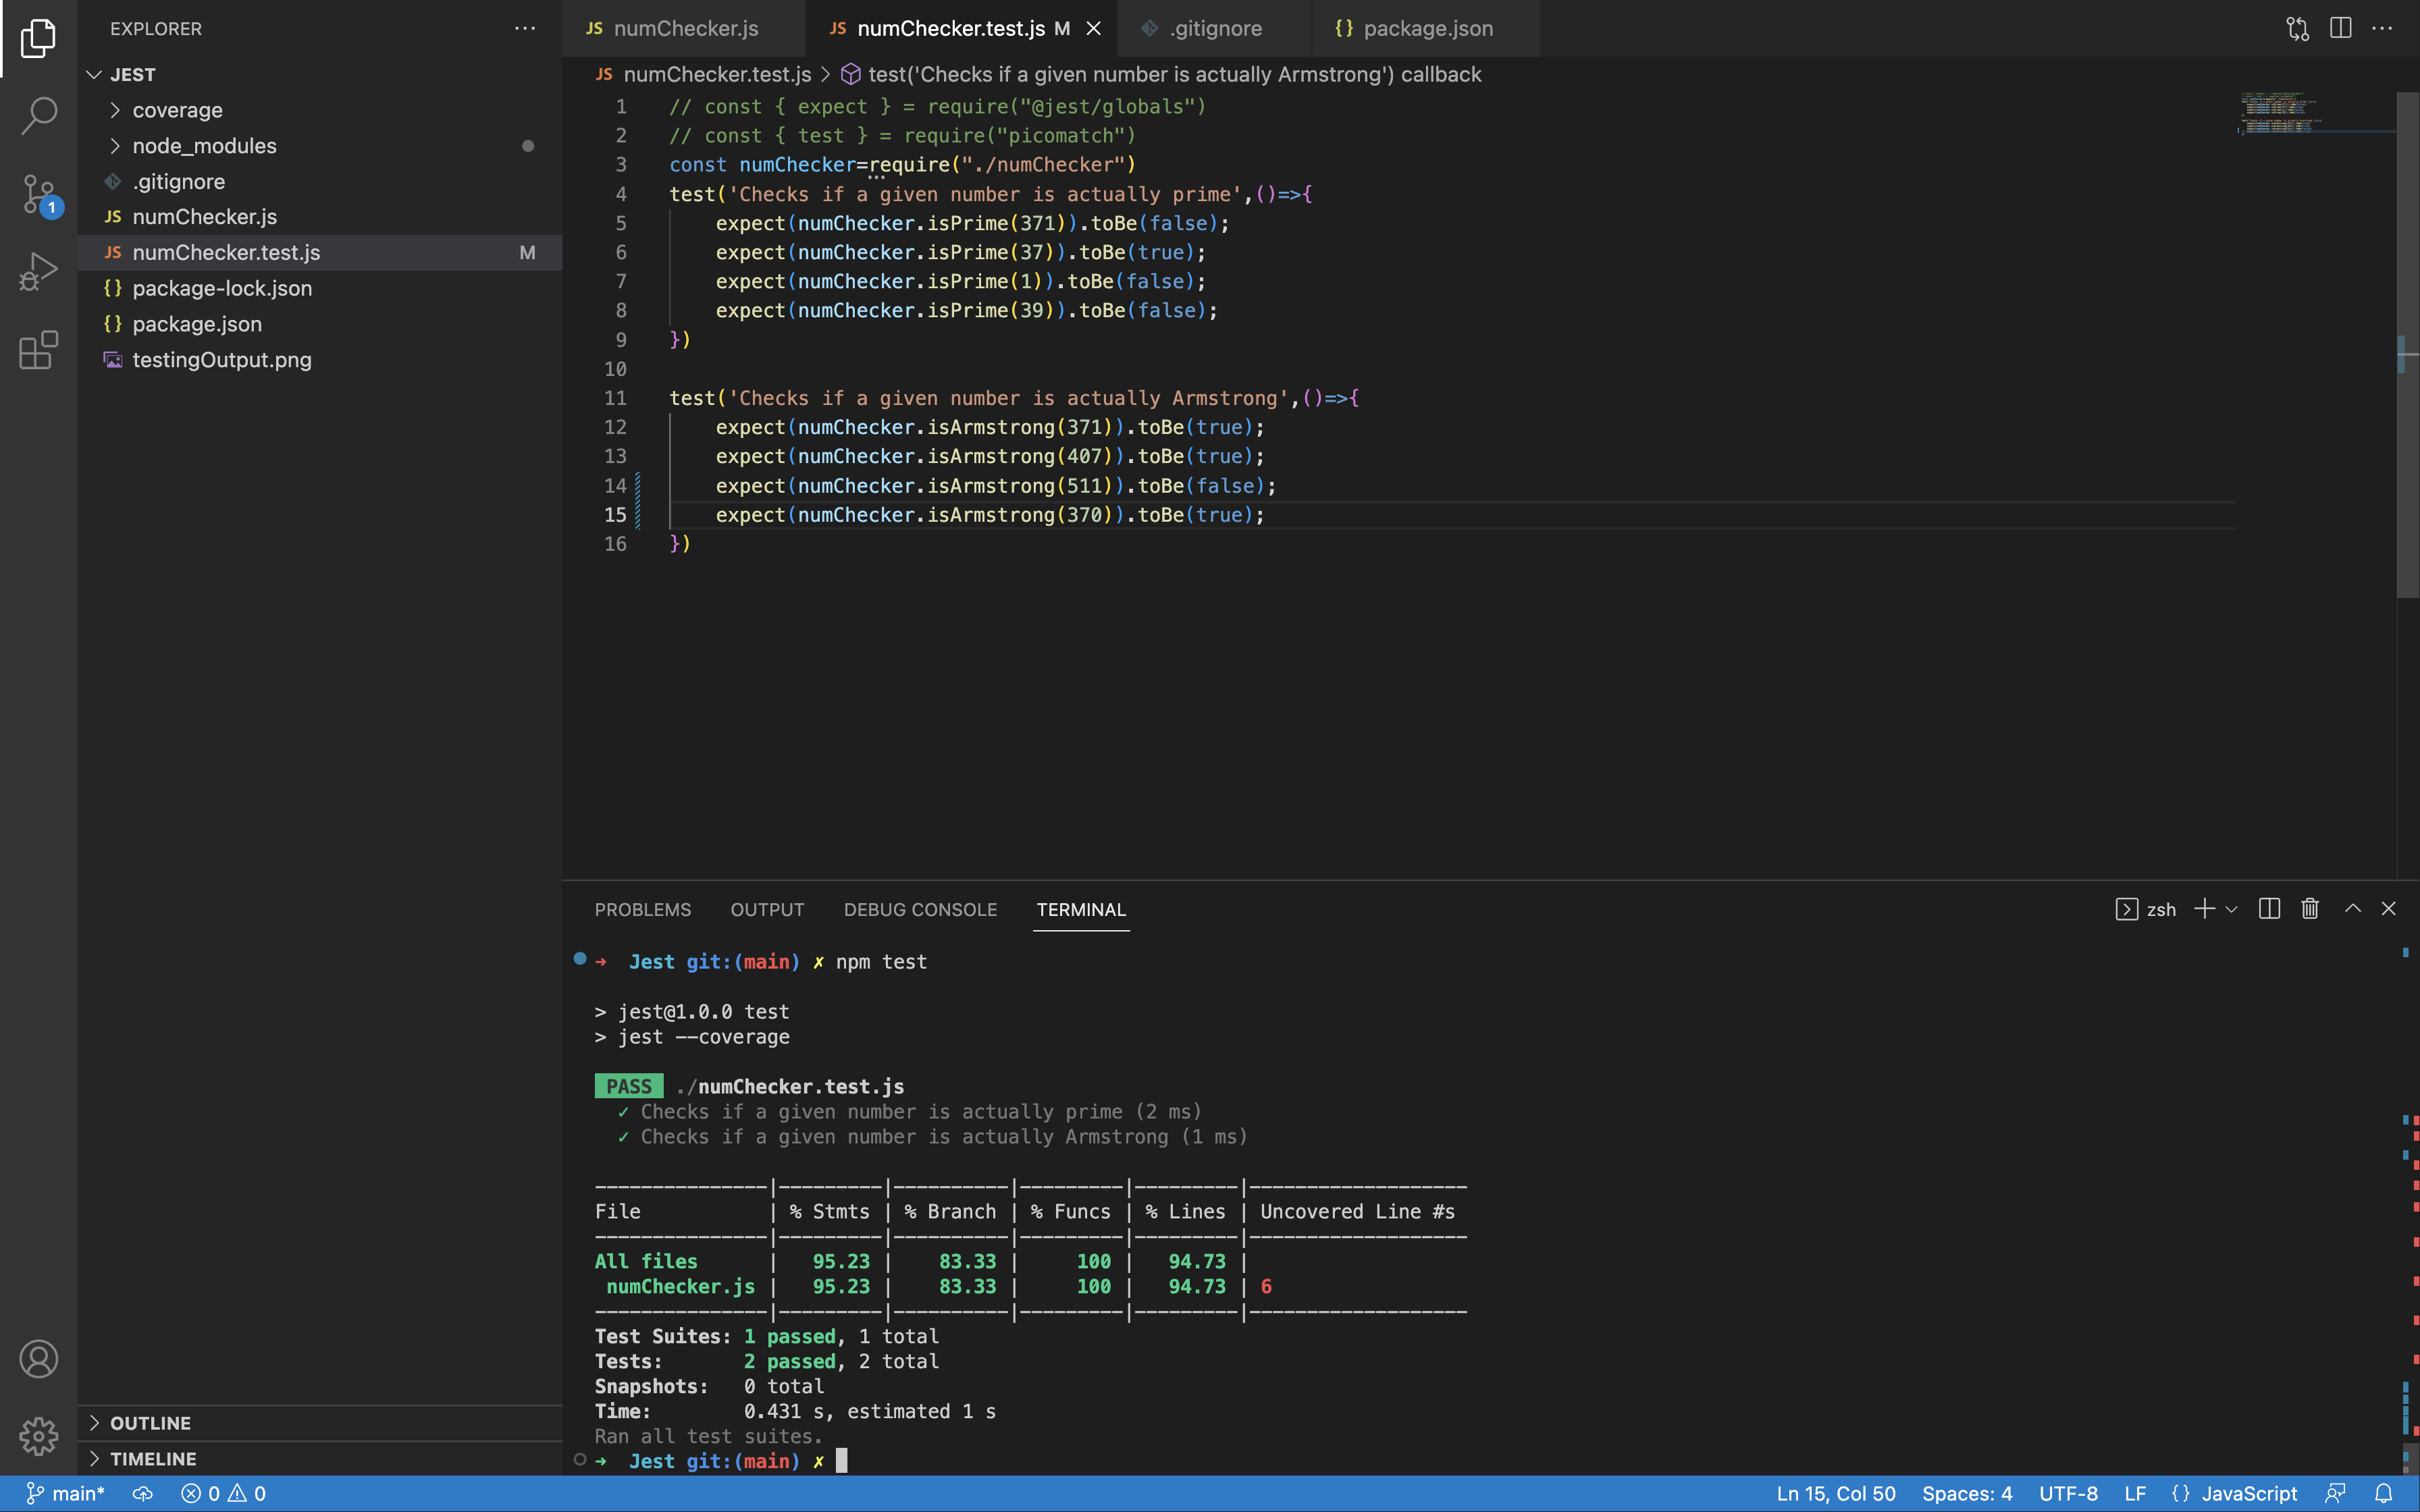 EXPLORER
JEST
coverage
node_modules
.gitignore
JS numChecker.js
JS numChecker.test.js M
{} package-lock.json
{} package.json
testingOutput.png
OUTLINE
TIMELINE
1
JS numChecker.js JS numChecker.test.js M .gitignore {} package.json
JS numChecker.test.js > test('Checks if a given number is actually Armstrong') callback
1 // const { expect } = require("@jest/globals")
2 // const { test } = require("picomatch")
3 const numChecker=require("./numChecker")
4 test('Checks if a given number is actually prime',()=>{
5 expect(numChecker.isPrime(371)).toBe(false);
6 expect(numChecker.isPrime(37)).toBe(true);
7 expect(numChecker.isPrime(1)).toBe(false);
8 expect(numChecker.isPrime(39)).toBe(false);
9 })
10
11 test('Checks if a given number is actually Armstrong',()=>{
12 expect(numChecker.isArmstrong(371)).toBe(true);
13 expect(numChecker.isArmstrong(407)).toBe(true);
14 expect(numChecker.isArmstrong(511)).toBe(false);
15 expect(numChecker.isArmstrong(370)).toBe(true);
16 })
PROBLEMS OUTPUT DEBUG CONSOLE TERMINAL zsh
➜ Jest git:(main) ✗ npm test
> jest@1.0.0 test
> jest --coverage
PASS ./numChecker.test.js
✓ Checks if a given number is actually prime (2 ms)
✓ Checks if a given number is actually Armstrong (1 ms)
---------------|---------|----------|---------|---------|-------------------
File | % Stmts | % Branch | % Funcs | % Lines | Uncovered Line #s
---------------|---------|----------|---------|---------|-------------------
All files | 95.23 | 83.33 | 100 | 94.73 |
numChecker.js | 95.23 | 83.33 | 100 | 94.73 | 6
---------------|---------|----------|---------|---------|-------------------
Test Suites: 1 passed, 1 total
Tests: 2 passed, 2 total
Snapshots: 0 total
Time: 0.431 s, estimated 1 s
Ran all test suites.
➜ Jest git:(main) ✗
main* 0 0 Ln 15, Col 50 Spaces: 4 UTF-8 LF {} JavaScript